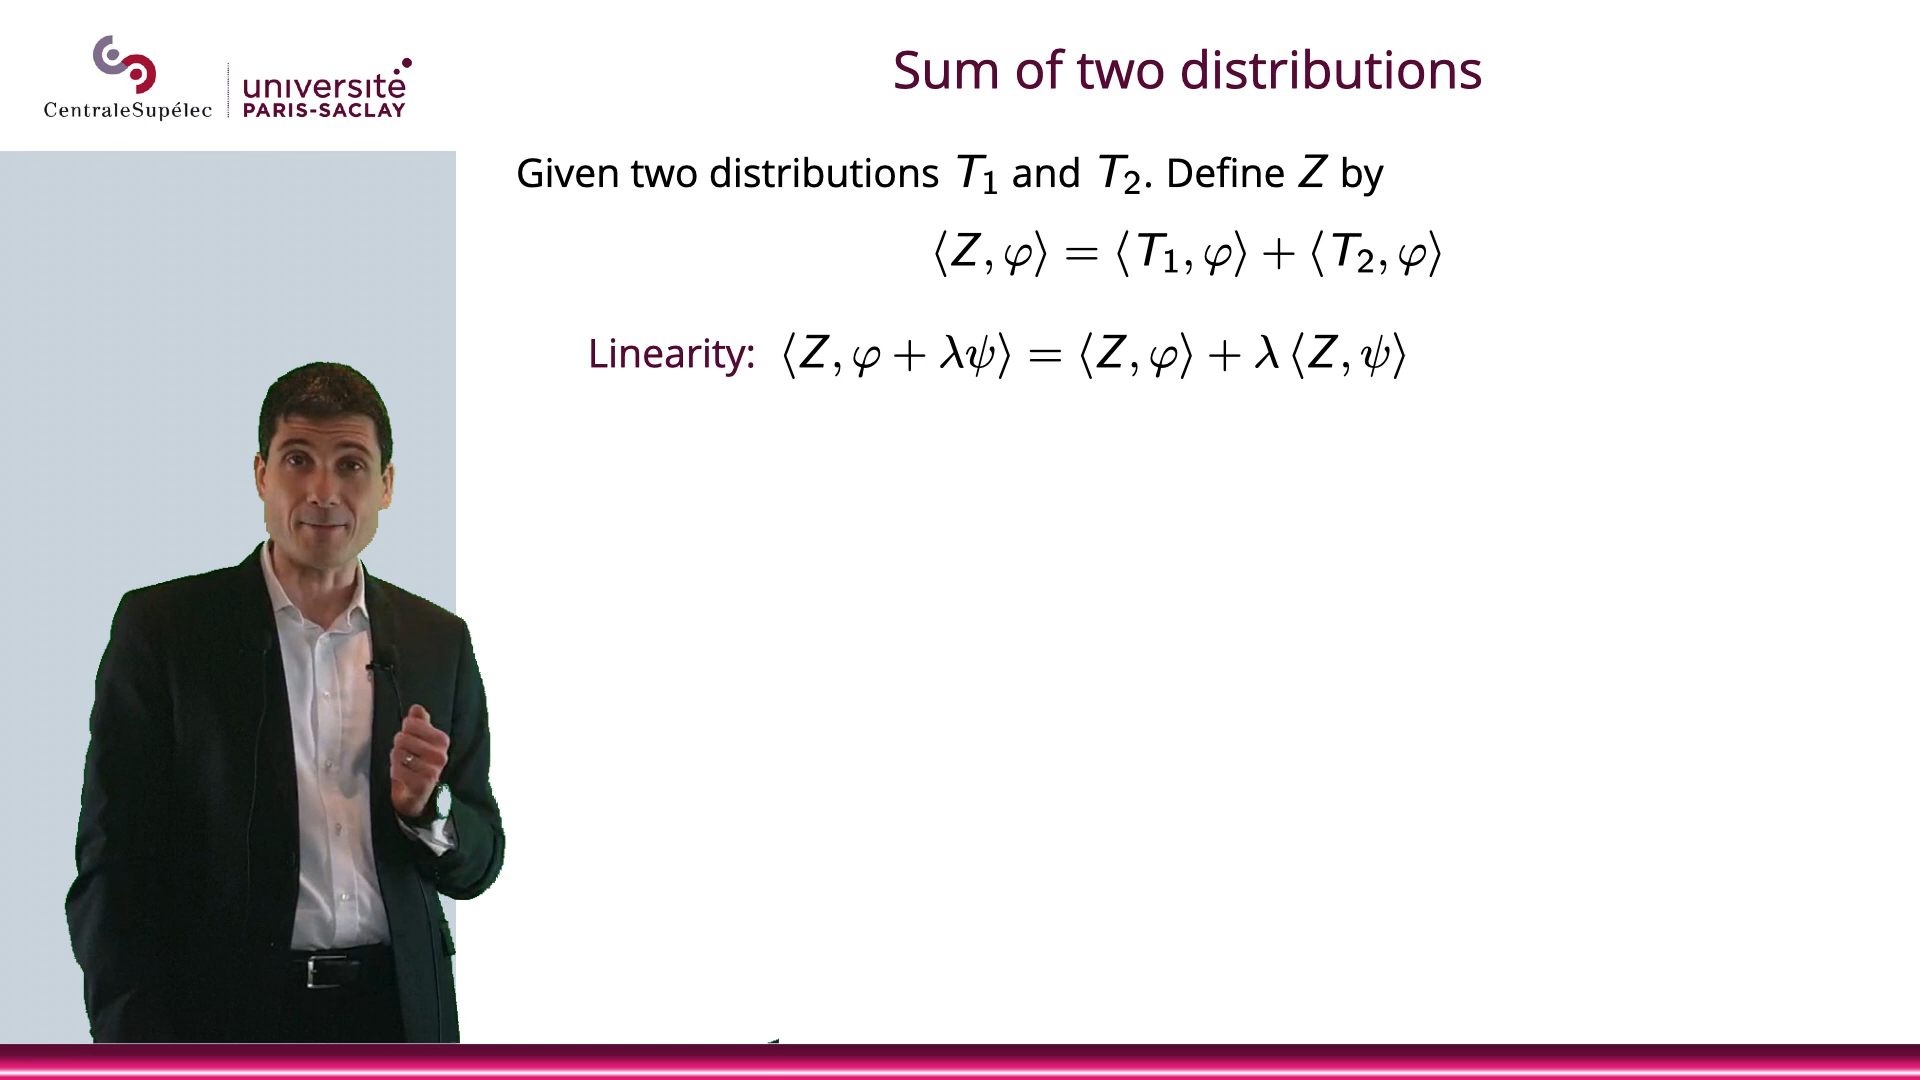 CentraleSupélec
université
PARIS-SACLAY
Sum of two distributions
Given two distributions T₁ and T₂. Define Z by
⟨Z, φ⟩ = ⟨T₁, φ⟩ + ⟨T₂, φ⟩
Linearity: ⟨Z, φ + λψ⟩ = ⟨Z, φ⟩ + λ ⟨Z, ψ⟩